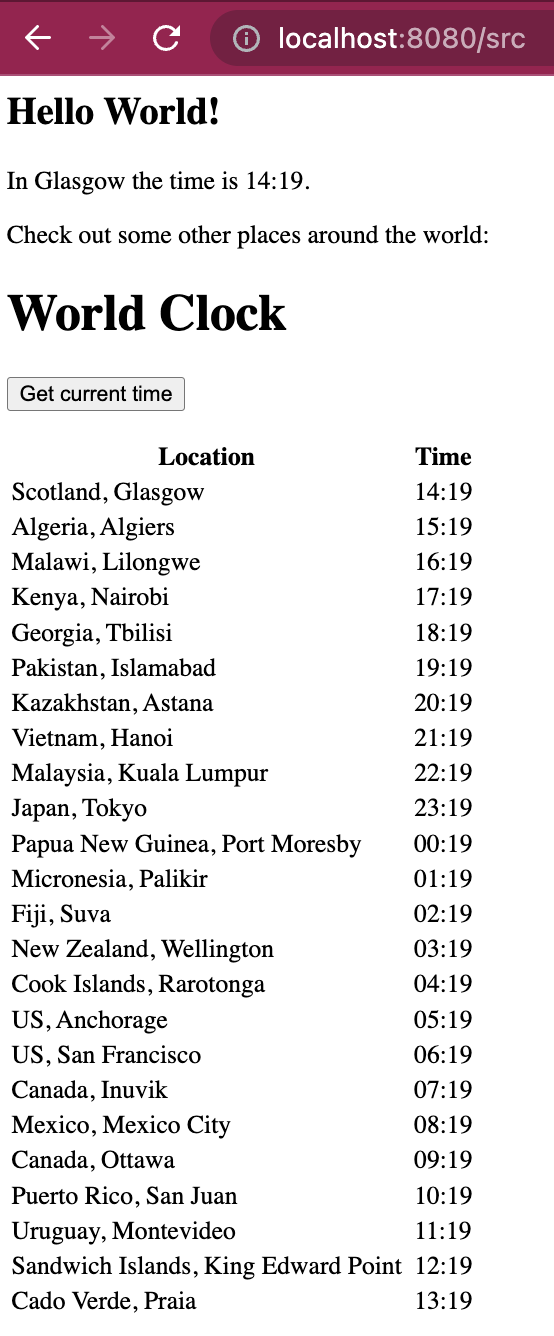 localhost:8080/src
Hello World!
In Glasgow the time is 14:19.
Check out some other places around the world:
World Clock
Get current time
Location Time
Scotland, Glasgow 14:19
Algeria, Algiers 15:19
Malawi, Lilongwe 16:19
Kenya, Nairobi 17:19
Georgia, Tbilisi 18:19
Pakistan, Islamabad 19:19
Kazakhstan, Astana 20:19
Vietnam, Hanoi 21:19
Malaysia, Kuala Lumpur 22:19
Japan, Tokyo 23:19
Papua New Guinea, Port Moresby 00:19
Micronesia, Palikir 01:19
Fiji, Suva 02:19
New Zealand, Wellington 03:19
Cook Islands, Rarotonga 04:19
US, Anchorage 05:19
US, San Francisco 06:19
Canada, Inuvik 07:19
Mexico, Mexico City 08:19
Canada, Ottawa 09:19
Puerto Rico, San Juan 10:19
Uruguay, Montevideo 11:19
Sandwich Islands, King Edward Point 12:19
Cado Verde, Praia 13:19